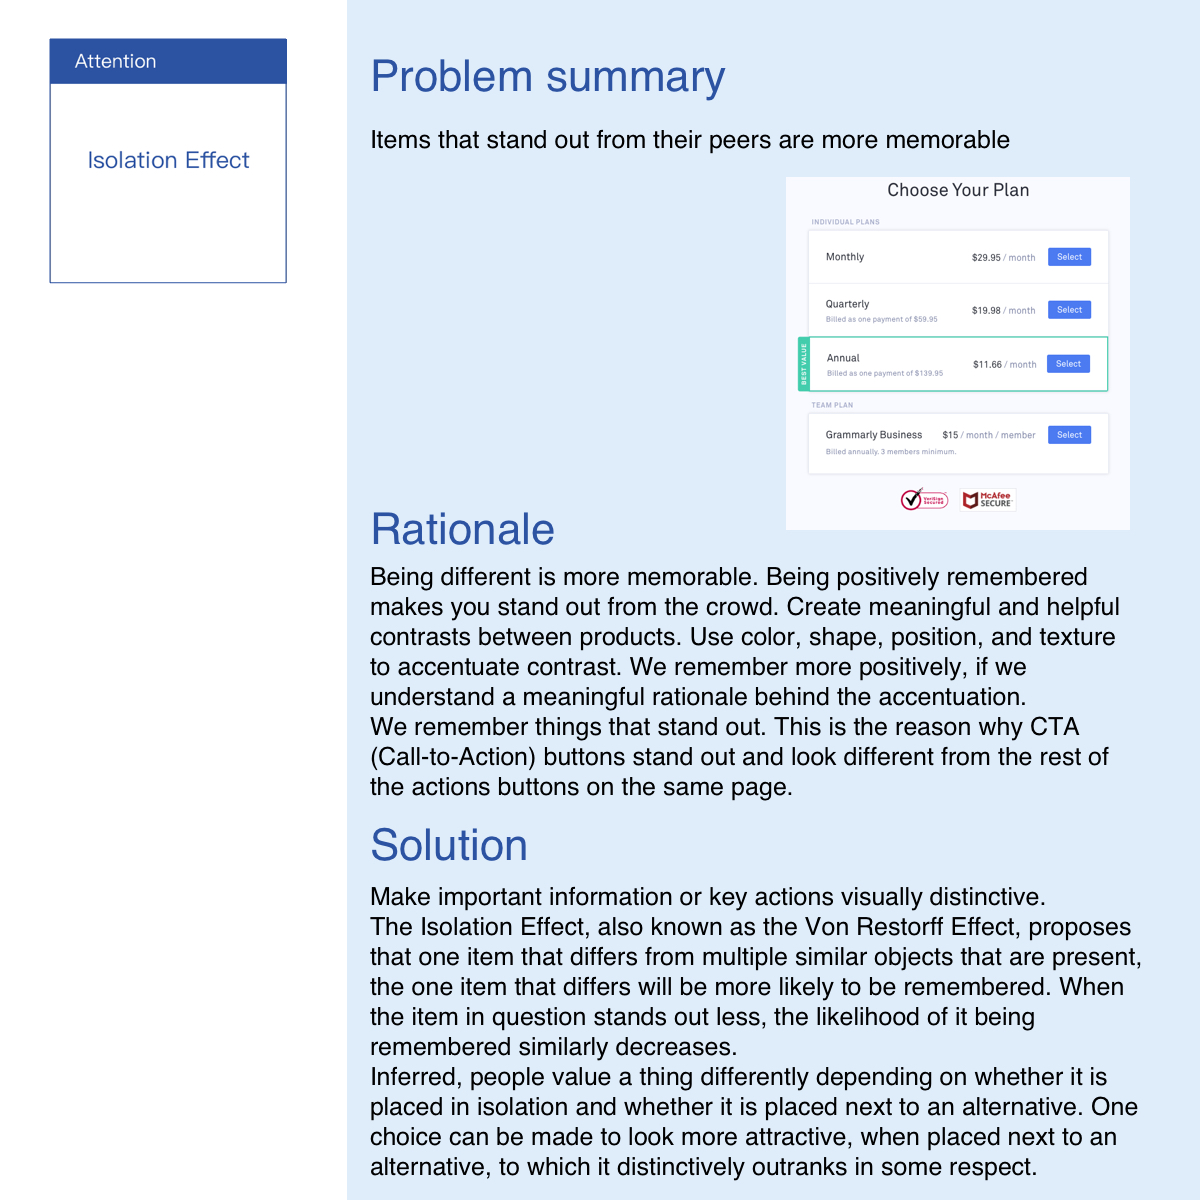 Attention
Isolation Effect
Problem summary
Items that stand out from their peers are more memorable
Choose Your Plan
INDIVIDUAL PLANS
Monthly
$29.95 / month
Select
Quarterly
Billed as one payment of $59.95
$19.98 / month
Select
BEST VALUE
Annual
Billed as one payment of $139.95
$11.66 / month
Select
TEAM PLAN
Grammarly Business
$15 / month / member
Select
Billed annually. 3 members minimum.
VeriSign
Secured
McAfee
SECURE
Rationale
Being different is more memorable. Being positively remembered
makes you stand out from the crowd. Create meaningful and helpful
contrasts between products. Use color, shape, position, and texture
to accentuate contrast. We remember more positively, if we
understand a meaningful rationale behind the accentuation.
We remember things that stand out. This is the reason why CTA
(Call-to-Action) buttons stand out and look different from the rest of
the actions buttons on the same page.
Solution
Make important information or key actions visually distinctive.
The Isolation Effect, also known as the Von Restorff Effect, proposes
that one item that differs from multiple similar objects that are present,
the one item that differs will be more likely to be remembered. When
the item in question stands out less, the likelihood of it being
remembered similarly decreases.
Inferred, people value a thing differently depending on whether it is
placed in isolation and whether it is placed next to an alternative. One
choice can be made to look more attractive, when placed next to an
alternative, to which it distinctively outranks in some respect.